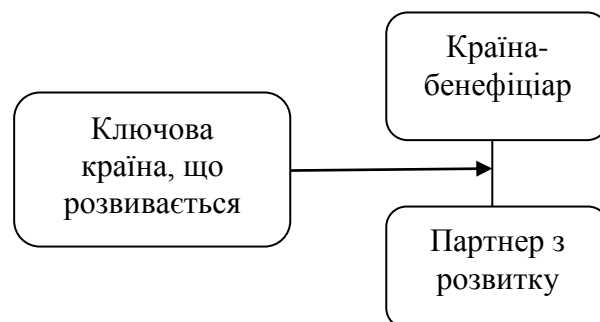 Країна-
бенефіціар
Ключова
країна, що
розвивається
Партнер з
розвитку